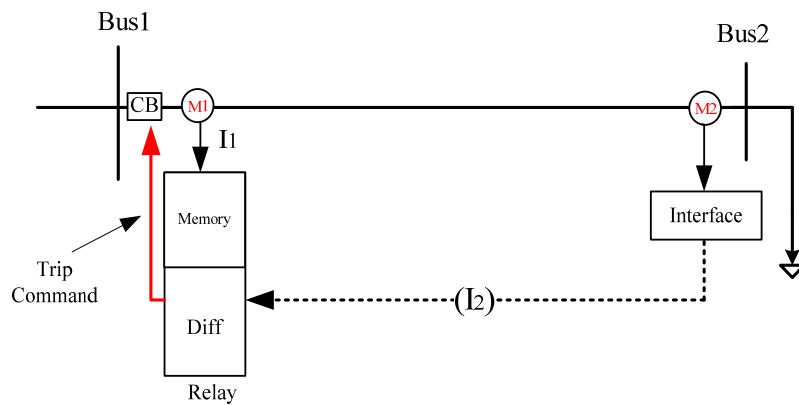 Bus1
Bus2
CB
M1
M2
I1
Memory
Interface
Trip
Command
(I2)
Diff
Relay